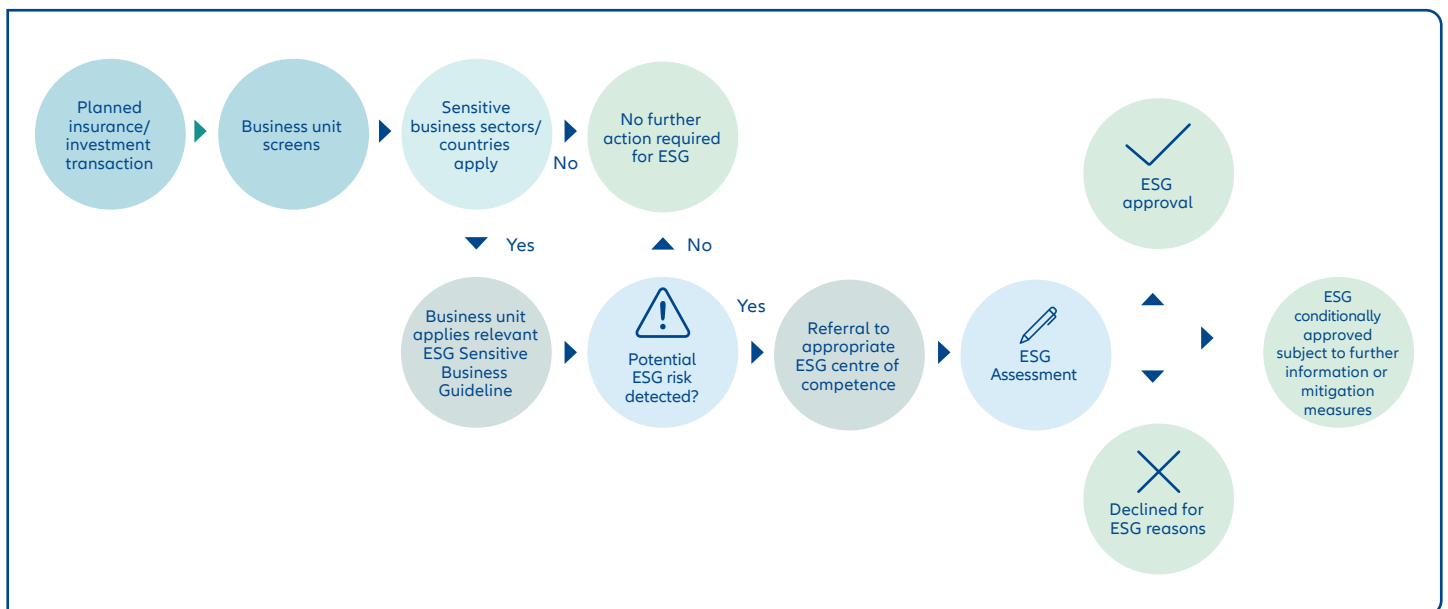 Planned
insurance/
investment
transaction
Business unit
screens
Sensitive
business sectors/
countries
apply
No
No further
action required
for ESG
Yes
No
Business unit
applies relevant
ESG Sensitive
Business
Guideline
Potential
ESG risk
detected?
Yes
Referral to
appropriate
ESG centre of
competence
ESG
Assessment
ESG
approval
ESG
conditionally
approved
subject to further
information or
mitigation
measures
Declined for
ESG reasons